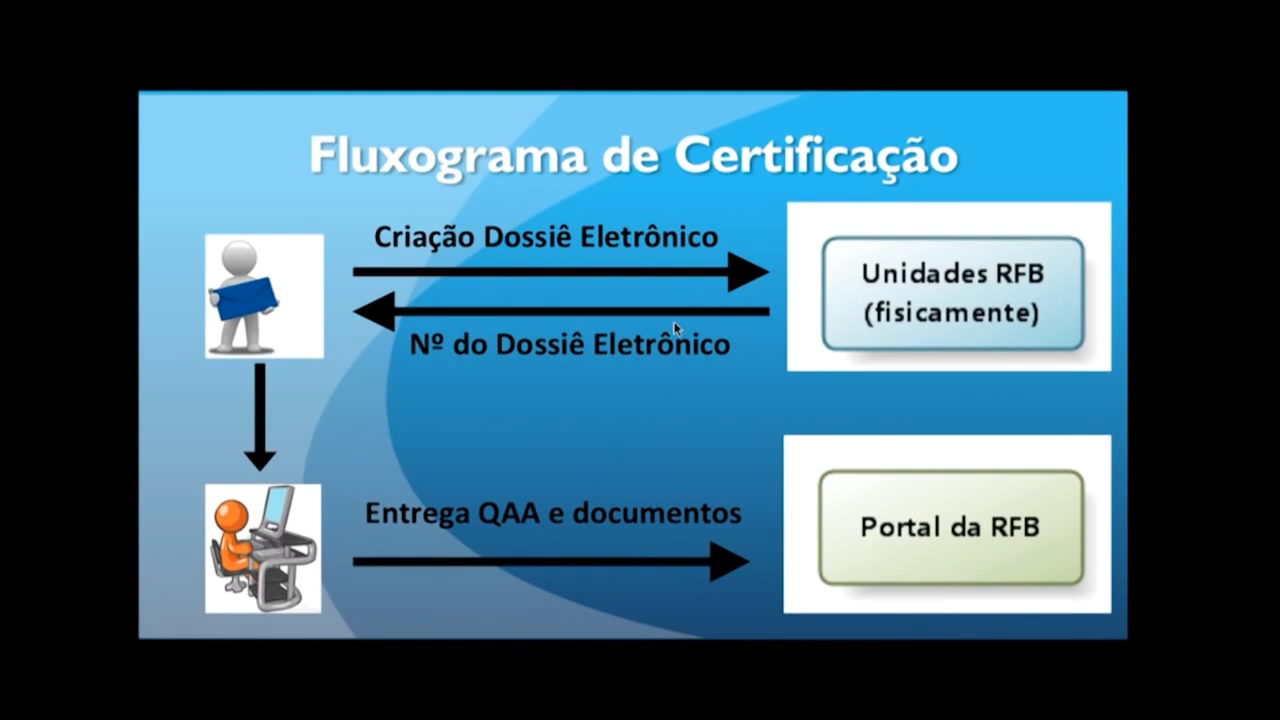 Fluxograma de Certificação
Criação Dossiê Eletrônico
Unidades RFB
(fisicamente)
Nº do Dossiê Eletrônico
Entrega QAA e documentos
Portal da RFB